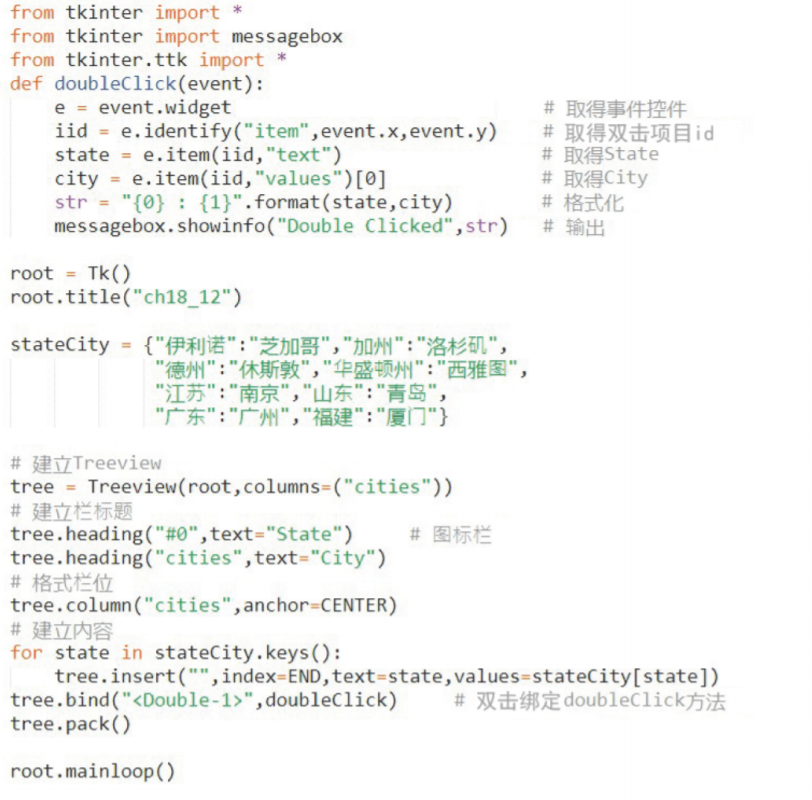 from tkinter import *
from tkinter import messagebox
from tkinter.ttk import *
def doubleClick(event):
    e = event.widget                            # 取得事件控件
    iid = e.identify("item",event.x,event.y)    # 取得双击项目id
    state = e.item(iid,"text")                  # 取得State
    city = e.item(iid,"values")[0]              # 取得City
    str = "{0} : {1}".format(state,city)        # 格式化
    messagebox.showinfo("Double Clicked",str)   # 输出
root = Tk()
root.title("ch18_12")
stateCity = {"伊利诺":"芝加哥","加州":"洛杉矶",
             "德州":"休斯敦","华盛顿州":"西雅图",
             "江苏":"南京","山东":"青岛",
             "广东":"广州","福建":"厦门"}
# 建立Treeview
tree = Treeview(root,columns=("cities"))
# 建立栏标题
tree.heading("#0",text="State")     # 图标栏
tree.heading("cities",text="City")
# 格式栏位
tree.column("cities",anchor=CENTER)
# 建立内容
for state in stateCity.keys():
    tree.insert("",index=END,text=state,values=stateCity[state])
tree.bind("<Double-1>",doubleClick)     # 双击绑定doubleClick方法
tree.pack()
root.mainloop()